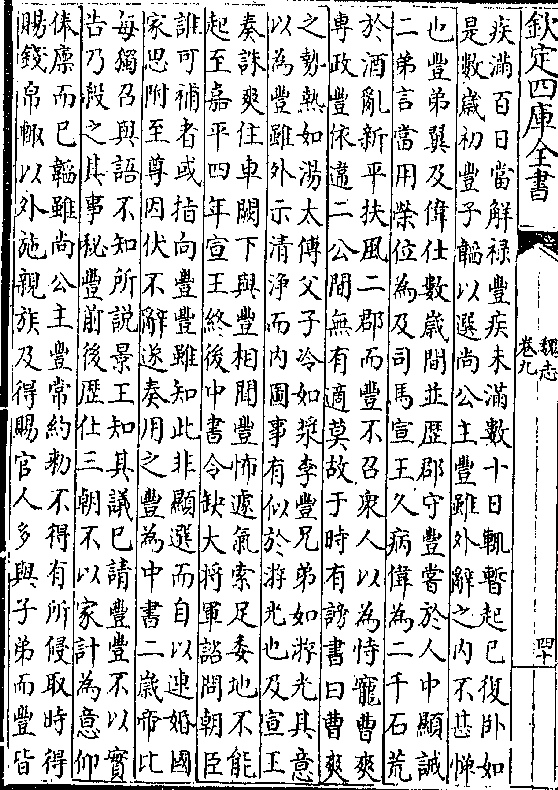 欽定四庫全書
魏志
卷九
四十
疾滿百日當解祿豐疾未滿數十日輒暫起已復卧如
是數歳初豐子韜以選尚公主豐雖外辭之内不甚憚
也豐弟翼及偉仕數歳間並歴郡守豐嘗於人中顯誡
二弟言當用榮位為及司馬宣王久病偉為二千石荒
於酒亂新平扶風二郡而豐不召衆人以為恃寵曹爽
専政豐依違二公間無有適莫故于時有謗書曰曹爽
之勢熱如湯太傅父子冷如漿李豐兄弟如游光其意
以為豐雖外示清浄而内圖事有似於游光也及宣王
奏誅爽住車闕下與豐相聞豐怖遽氣索足委地不能
起至嘉平四年宣王終後中書令缺大將軍諮問朝臣
誰可補者或指向豐豐雖知此非顯選而自以連婚國
家思附至尊因伏不辭遂奏用之豐為中書二歳帝比
每獨召與語不知所説景王知其議已請豐豐不以實
告乃殺之其事秘豐前後歴仕三朝不以家計為意仰
俸廩而已韜雖尚公主豐常約勑不得有所侵取時得
賜錢帛輙以外施親族及得賜官人多與子弟而豐皆